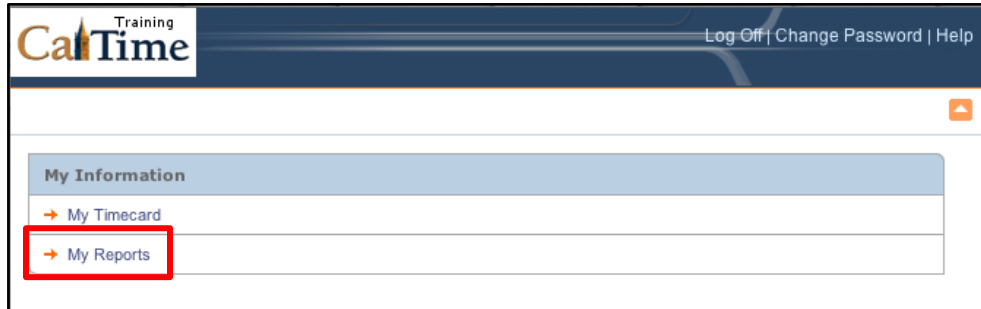 Training
CalTime
Log Off | Change Password | Help
My Information
My Timecard
My Reports